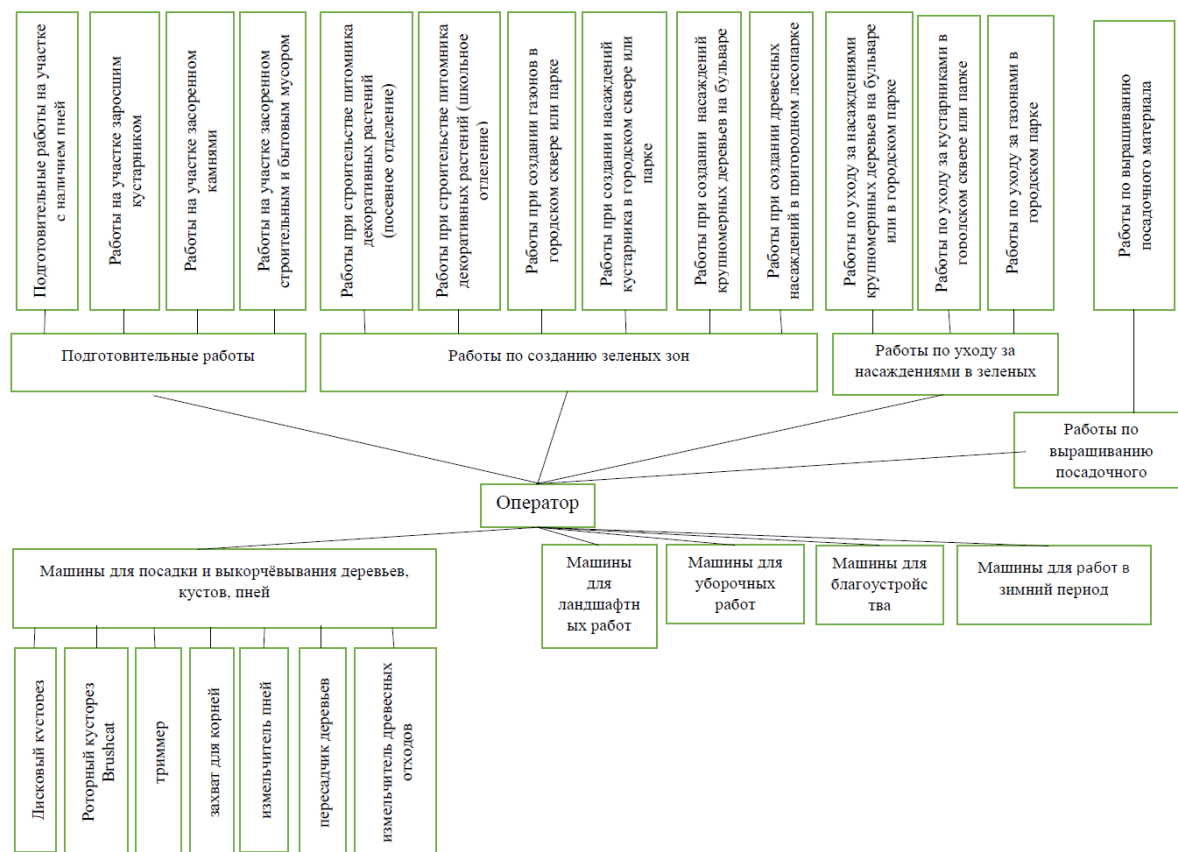 Подготовительные работы на участке
с наличием пней
Работы на участке заросшим
кустарником
Работы на участке засоренном
камнями
Работы на участке засоренном
строительным и бытовым мусором
Работы при строительстве питомника
декоративных растений
(посевное отделение)
Работы при строительстве питомника
декоративных растений (школьное
отделение)
Работы при создании газонов в
городском сквере или парке
Работы при создании насаждений
кустарника в городском сквере или
парке
Работы при создании насаждений
крупномерных деревьев на бульваре
Работы при создании древесных
насаждений в пригородном лесопарке
Работы по уходу за насаждениями
крупномернных деревьев на бульваре
или в городском парке
Работы по уходу за кустарниками в
городском сквере или парке
Работы по уходу за газонами в
городском парке
Работы по выращиванию
посадочного материала
Подготовительные работы
Работы по созданию зеленых зон
Работы по уходу за
насаждениями в зеленых
Работы по
выращиванию
посадочного
Оператор
Машины для посадки и выкорчёвывания деревьев,
кустов, пней
Машины
для
ландшафтн
ых работ
Машины для
уборочных
работ
Машины для
благоустройс
тва
Машины для работ в
зимний период
Дисковый кусторез
Роторный кусторез
Brushcat
триммер
захват для корней
измельчитель пней
пересадчик деревьев
измельчитель древесных
отходов